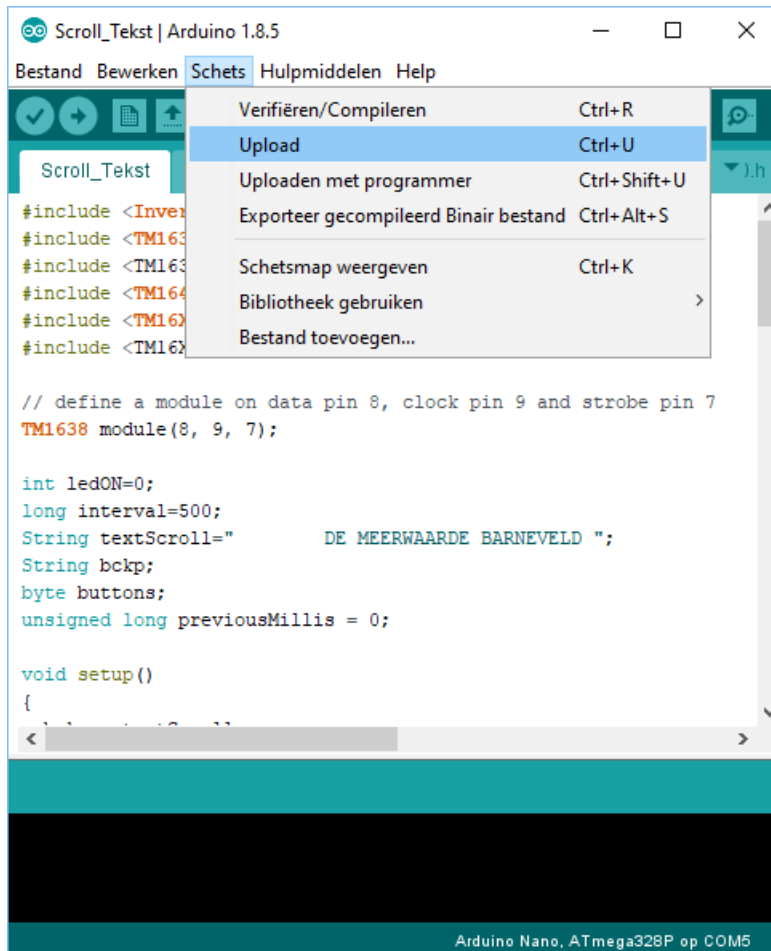 Scroll_Tekst | Arduino 1.8.5
Bestand Bewerken Schets Hulpmiddelen Help
Verifiëren/Compileren Ctrl+R
Upload Ctrl+U
Uploaden met programmer Ctrl+Shift+U
Exporteer gecompileerd Binair bestand Ctrl+Alt+S
Schetsmap weergeven Ctrl+K
Bibliotheek gebruiken
Bestand toevoegen...
Scroll_Tekst
).h
#include <Inver
#include <TM163
#include <TM163
#include <TM164
#include <TM16X
#include <TM16X
// define a module on data pin 8, clock pin 9 and strobe pin 7
TM1638 module(8, 9, 7);
int ledON=0;
long interval=500;
String textScroll="        DE MEERWAARDE BARNEVELD ";
String bckp;
byte buttons;
unsigned long previousMillis = 0;
void setup()
{
Arduino Nano, ATmega328P op COM5